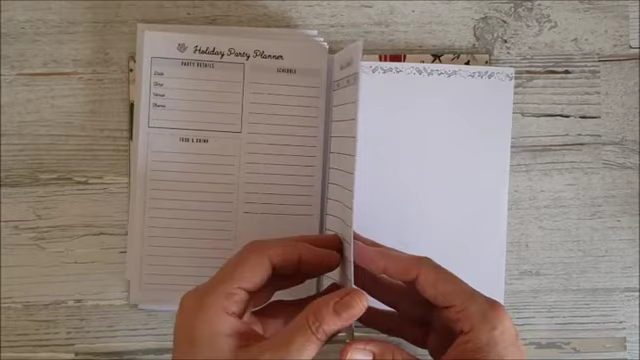 Holiday Party Planner
PARTY DETAILS
SCHEDULE
Date
Time
Venue
Theme
FOOD & DRINK